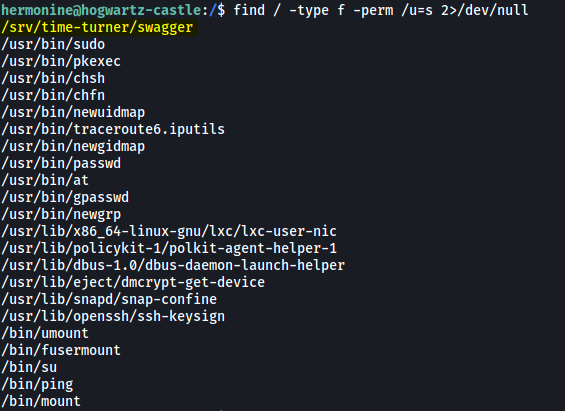 hermonine@hogwartz-castle:/$ find / -type f -perm /u=s 2>/dev/null
/srv/time-turner/swagger
/usr/bin/sudo
/usr/bin/pkexec
/usr/bin/chsh
/usr/bin/chfn
/usr/bin/newuidmap
/usr/bin/traceroute6.iputils
/usr/bin/newgidmap
/usr/bin/passwd
/usr/bin/at
/usr/bin/gpasswd
/usr/bin/newgrp
/usr/lib/x86_64-linux-gnu/lxc/lxc-user-nic
/usr/lib/policykit-1/polkit-agent-helper-1
/usr/lib/dbus-1.0/dbus-daemon-launch-helper
/usr/lib/eject/dmcrypt-get-device
/usr/lib/snapd/snap-confine
/usr/lib/openssh/ssh-keysign
/bin/umount
/bin/fusermount
/bin/su
/bin/ping
/bin/mount